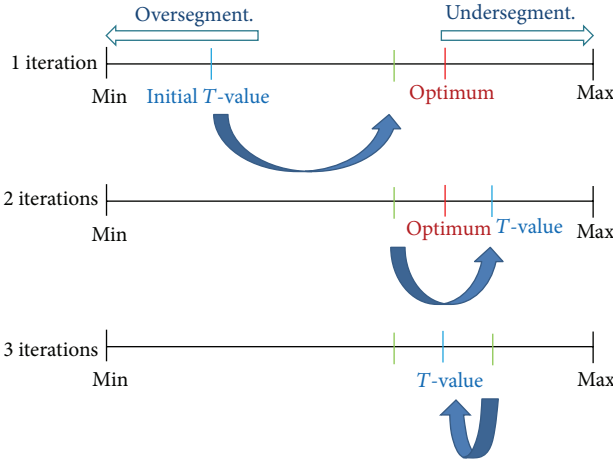 Oversegment.
Undersegment.
1 iteration
Min
Initial T-value
Optimum
Max
2 iterations
Min
Optimum
T-value
Max
3 iterations
Min
T-value
Max